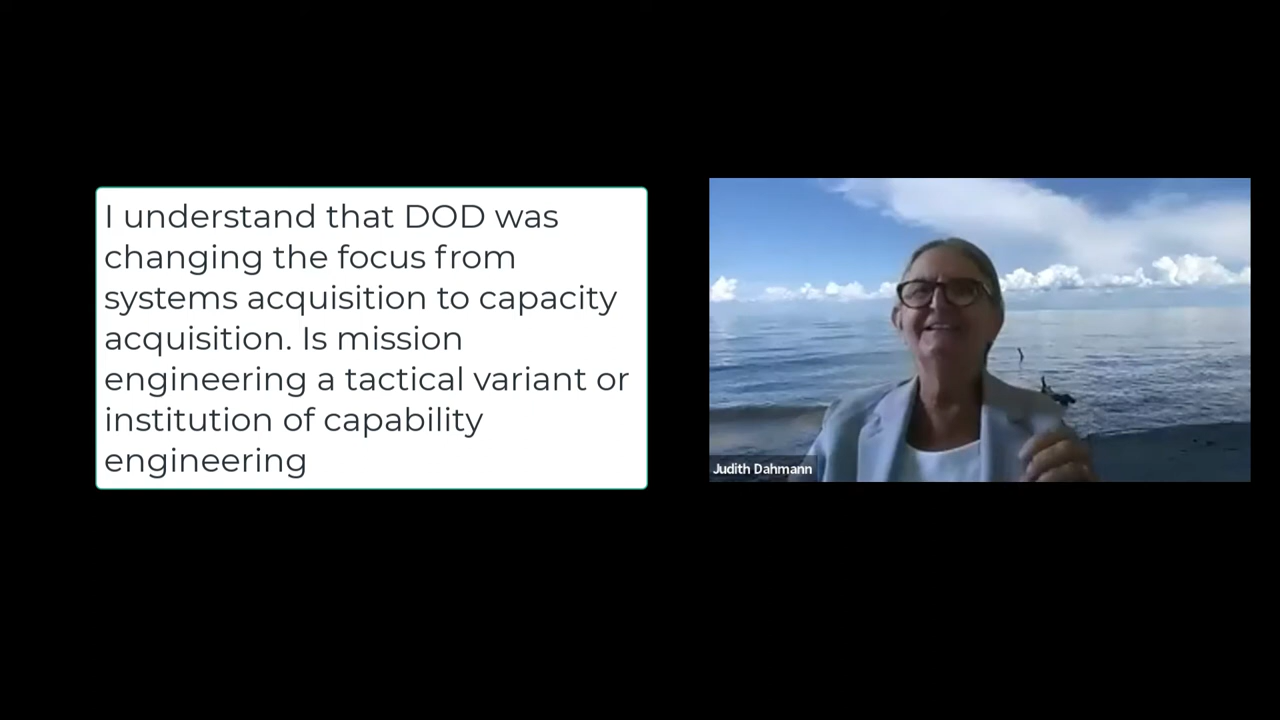 I understand that DOD was
changing the focus from
systems acquisition to capacity
acquisition. Is mission
engineering a tactical variant or
institution of capability
engineering
Judith Dahmann